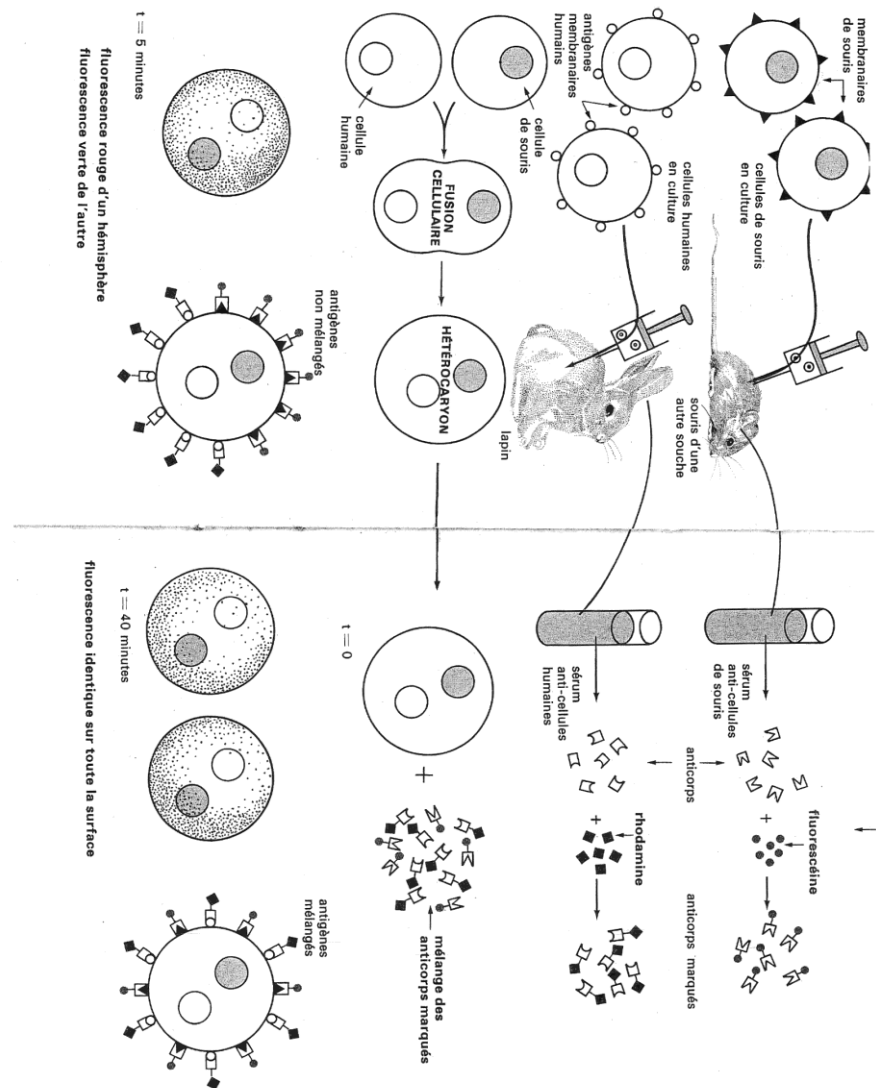 membranaires
de souris
cellules de souris
en culture
souris d'une
autre souche
sérum
anti-cellules
de souris
fluorescéine
antigènes
membranaires
humains
cellules humaines
en culture
lapin
sérum
anti-cellules
humaines
anticorps
rhodamine
anticorps marqués
cellule
de souris
cellule
humaine
FUSION
CELLULAIRE
HÉTÉROCARYON
t = 0
mélange des
anticorps marqués
t = 5 minutes
fluorescence rouge d'un hémisphère
fluorescence verte de l'autre
antigènes
non mélangés
t = 40 minutes
fluorescence identique sur toute la surface
antigènes
mélangés